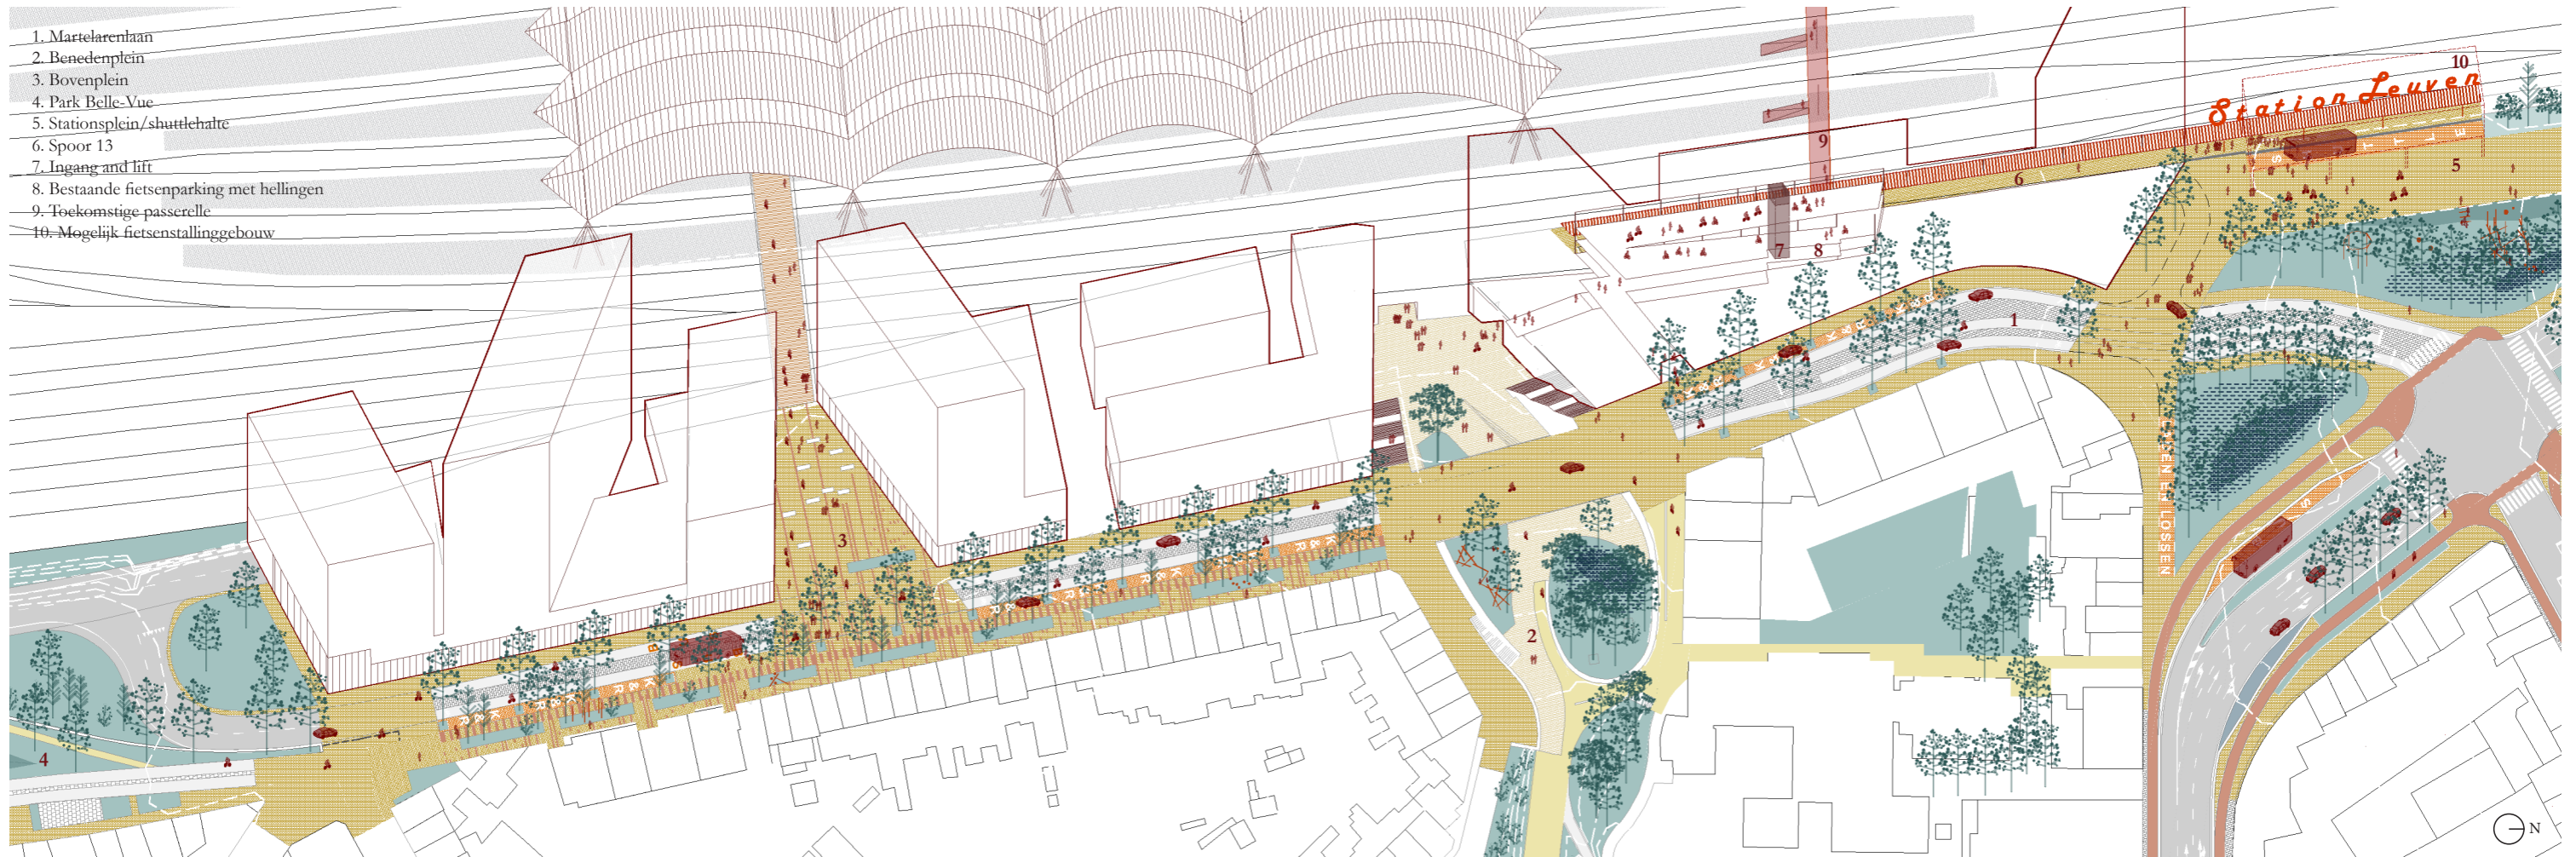 1. Martelarenlaan
2. Benedenplein
3. Bovenplein
4. Park Belle-Vue
5. Stationsplein/shuttlehalte
6. Spoor 13
7. Ingang and lift
8. Bestaande fietsenparking met hellingen
9. Toekomstige passerelle
10. Mogelijk fietsenstallinggebouw
10
Station Leuven
9
5
6
7
8
1
3
2
4
K&R
K&R
K&R
K&R
K&R
K&R
K&R
K&R
EN LOSSEN
N